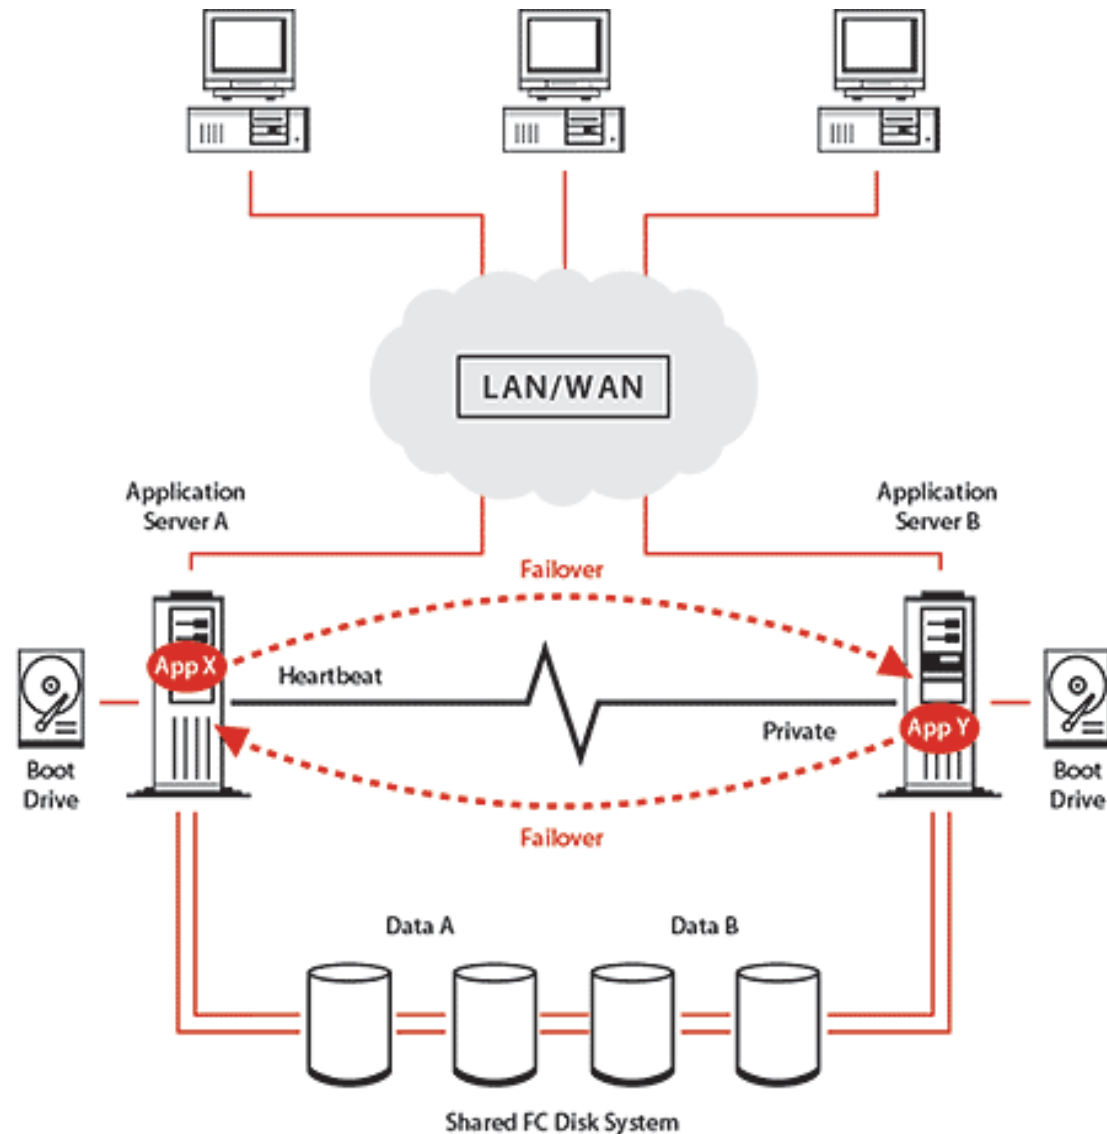 LAN/WAN
Application
Server A
Application
Server B
Failover
App X
Heartbeat
Private
App Y
Boot
Drive
Boot
Drive
Failover
Data A
Data B
Shared FC Disk System